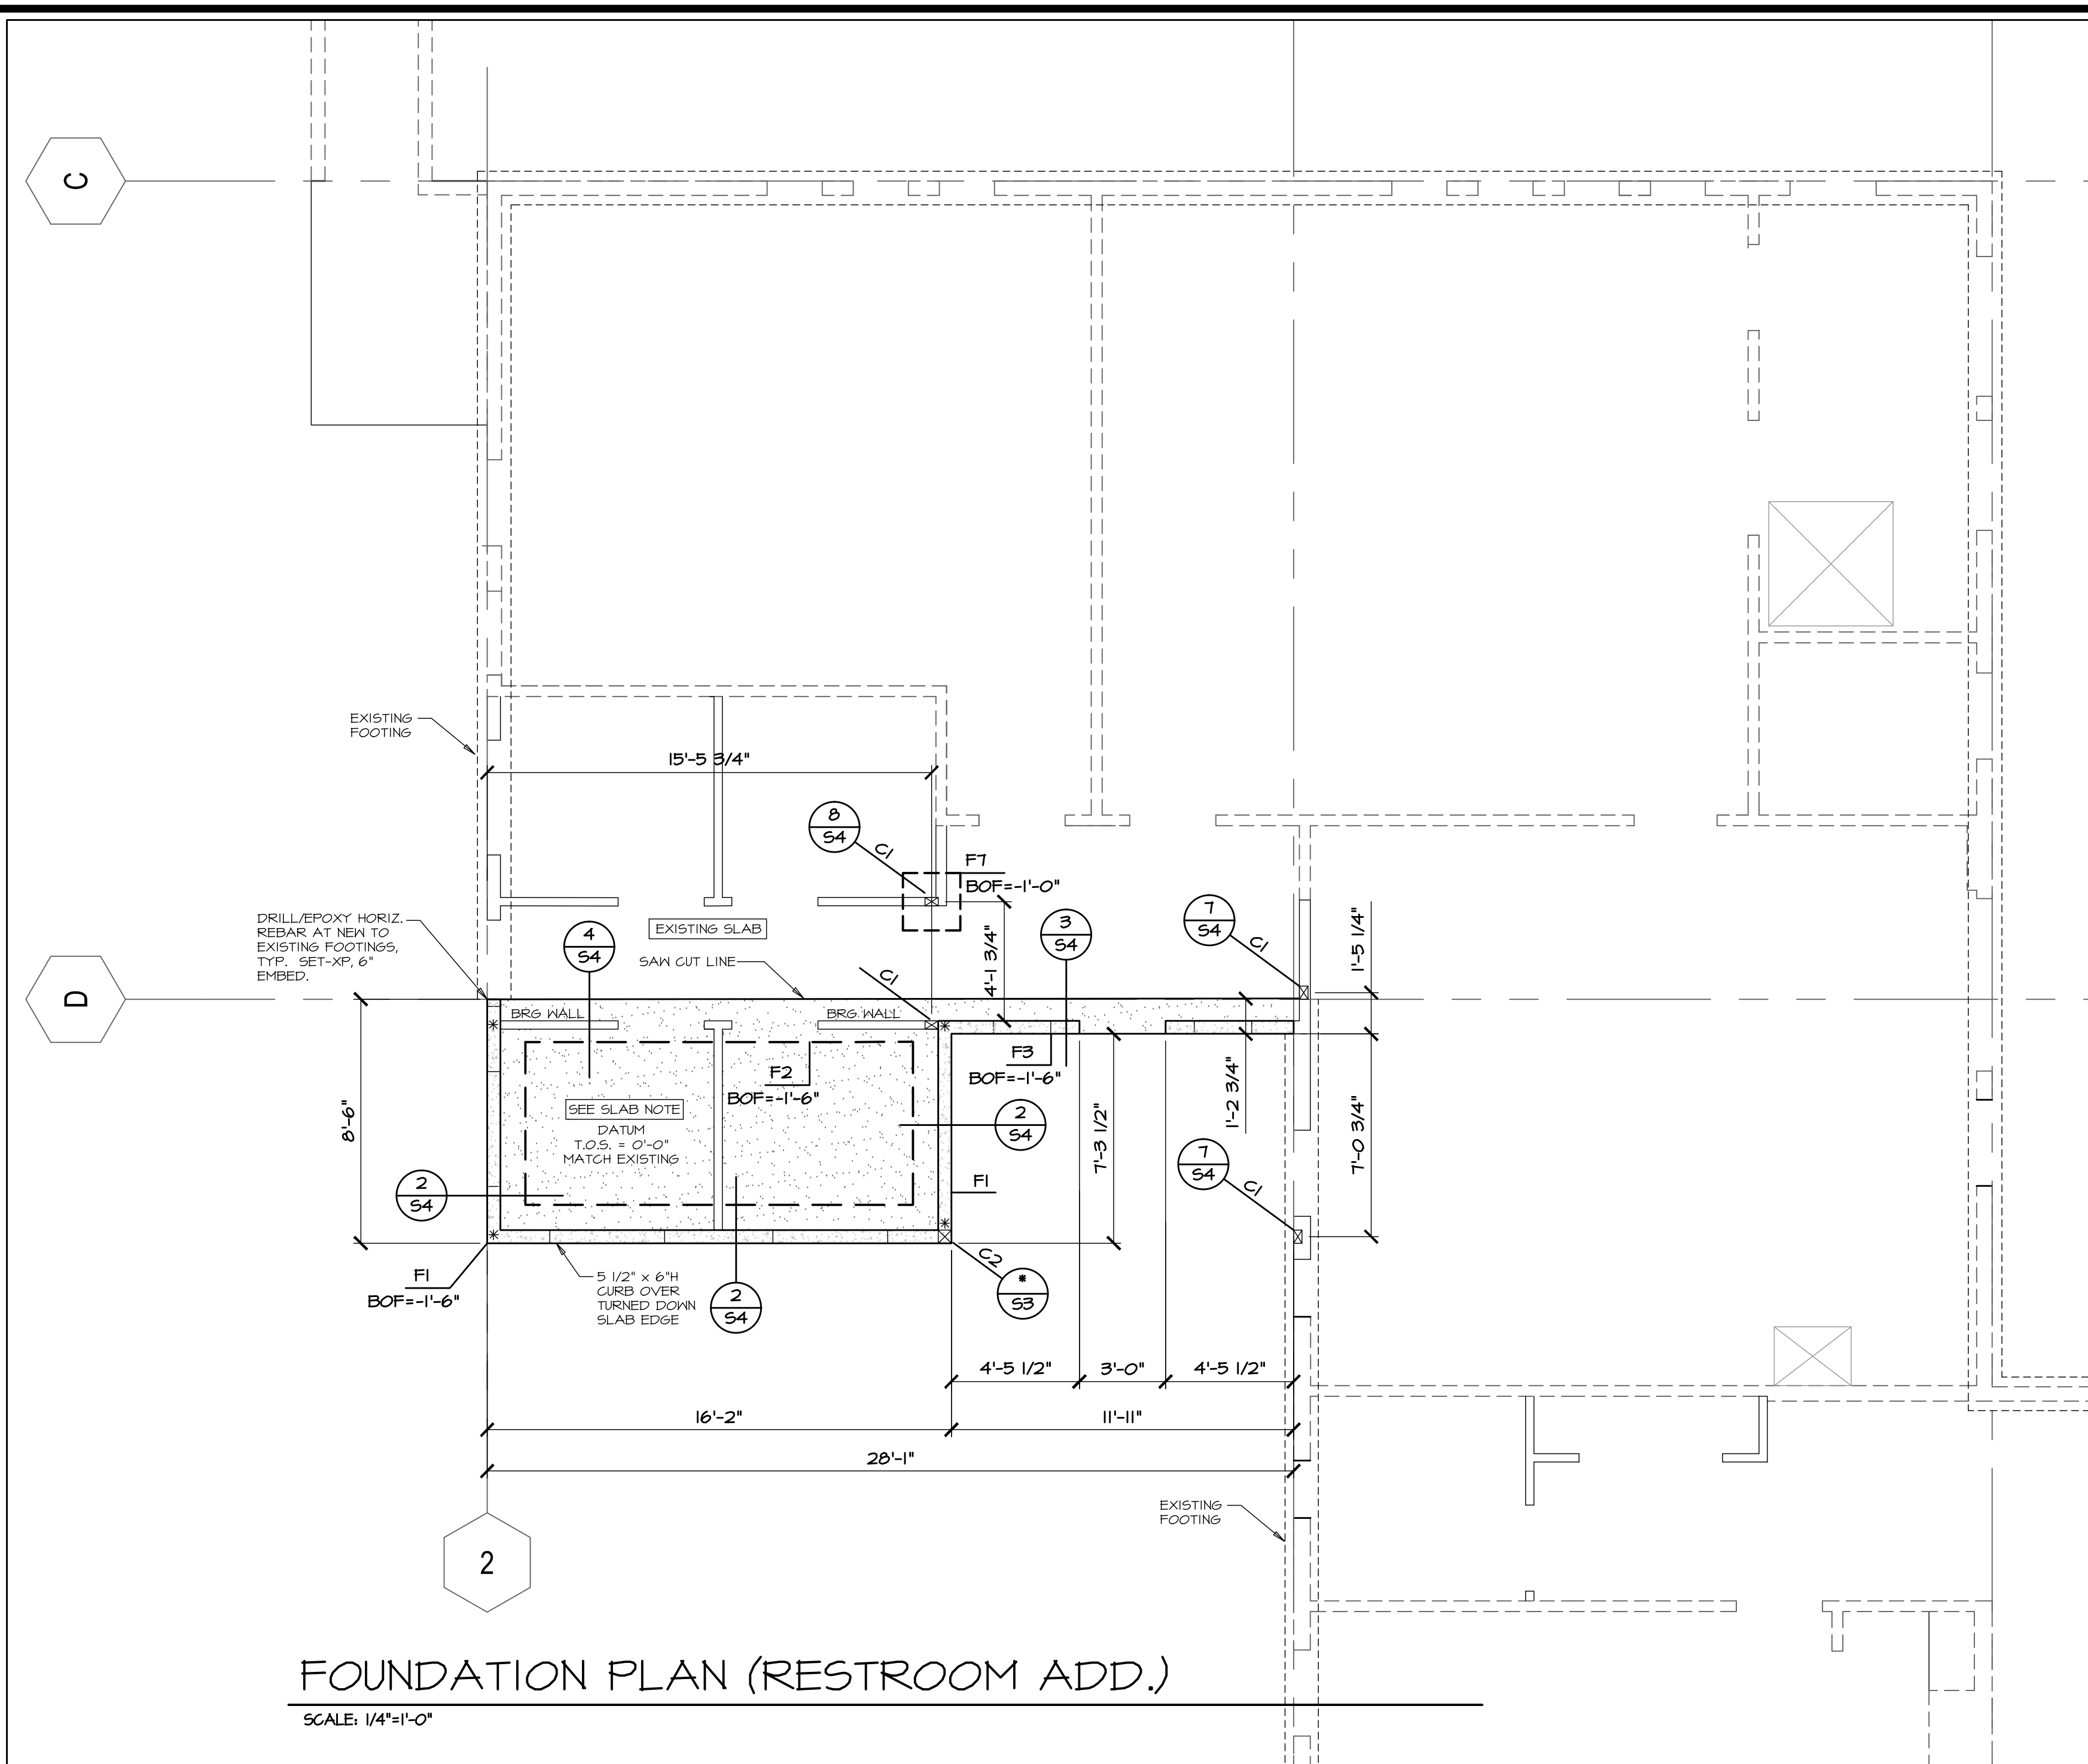 C
EXISTING
FOOTING
15'-5 3/4"
8
S4
C1
F7
BOF=-1'-0"
DRILL/EPOXY HORIZ.
REBAR AT NEW TO
EXISTING FOOTINGS,
TYP. SET-XP, 6"
EMBED.
EXISTING SLAB
4
S4
SAW CUT LINE
C1
4'-1 3/4"
3
S4
7
S4
C1
1'-5 1/4"
D
BRG WALL
BRG WALL
F2
BOF=-1'-6"
F3
BOF=-1'-6"
SEE SLAB NOTE
DATUM
T.O.S. = 0'-0"
MATCH EXISTING
8'-6"
2
S4
2
S4
7'-3 1/2"
1'-2 3/4"
7'-0 3/4"
7
S4
C1
F1
F1
BOF=-1'-6"
5 1/2" x 6"H
CURB OVER
TURNED DOWN
SLAB EDGE
2
S4
C2
*
S3
4'-5 1/2"
3'-0"
4'-5 1/2"
16'-2"
11'-11"
28'-1"
EXISTING
FOOTING
2
FOUNDATION PLAN (RESTROOM ADD.)
SCALE: 1/4"=1'-0"